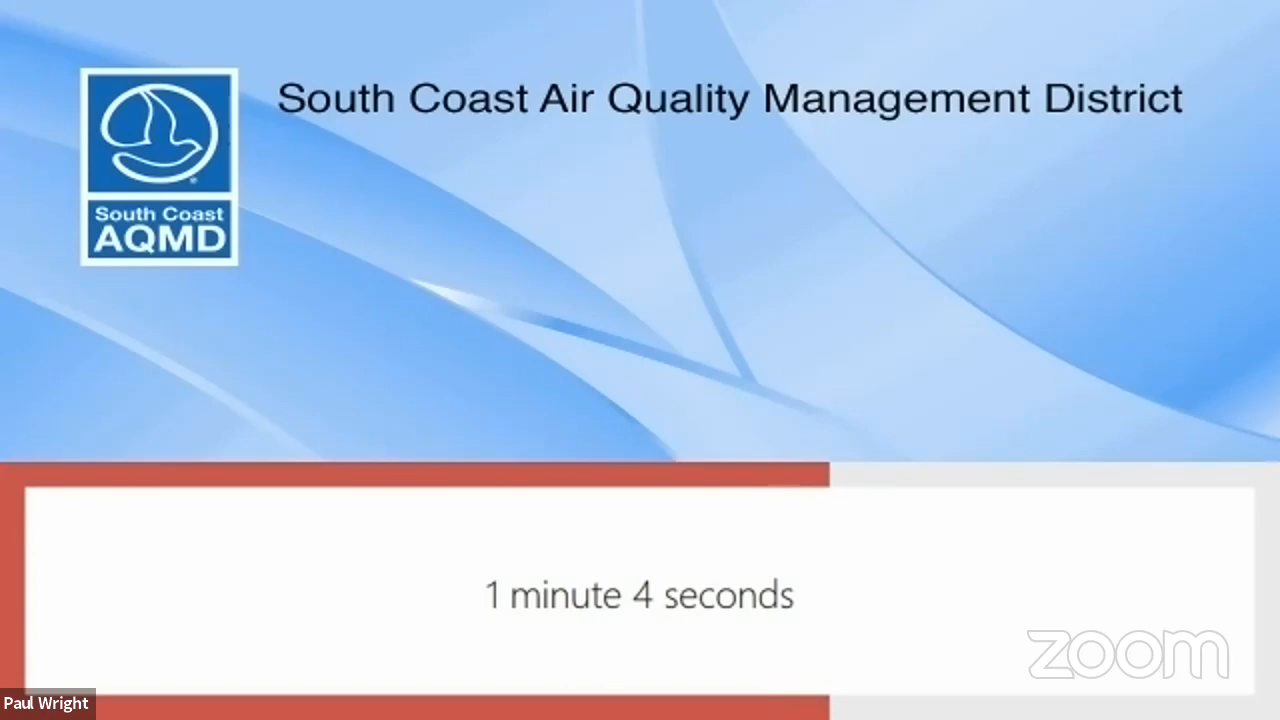 South Coast Air Quality Management District
South Coast
AQMD
1 minute 4 seconds
zoom
Paul Wright